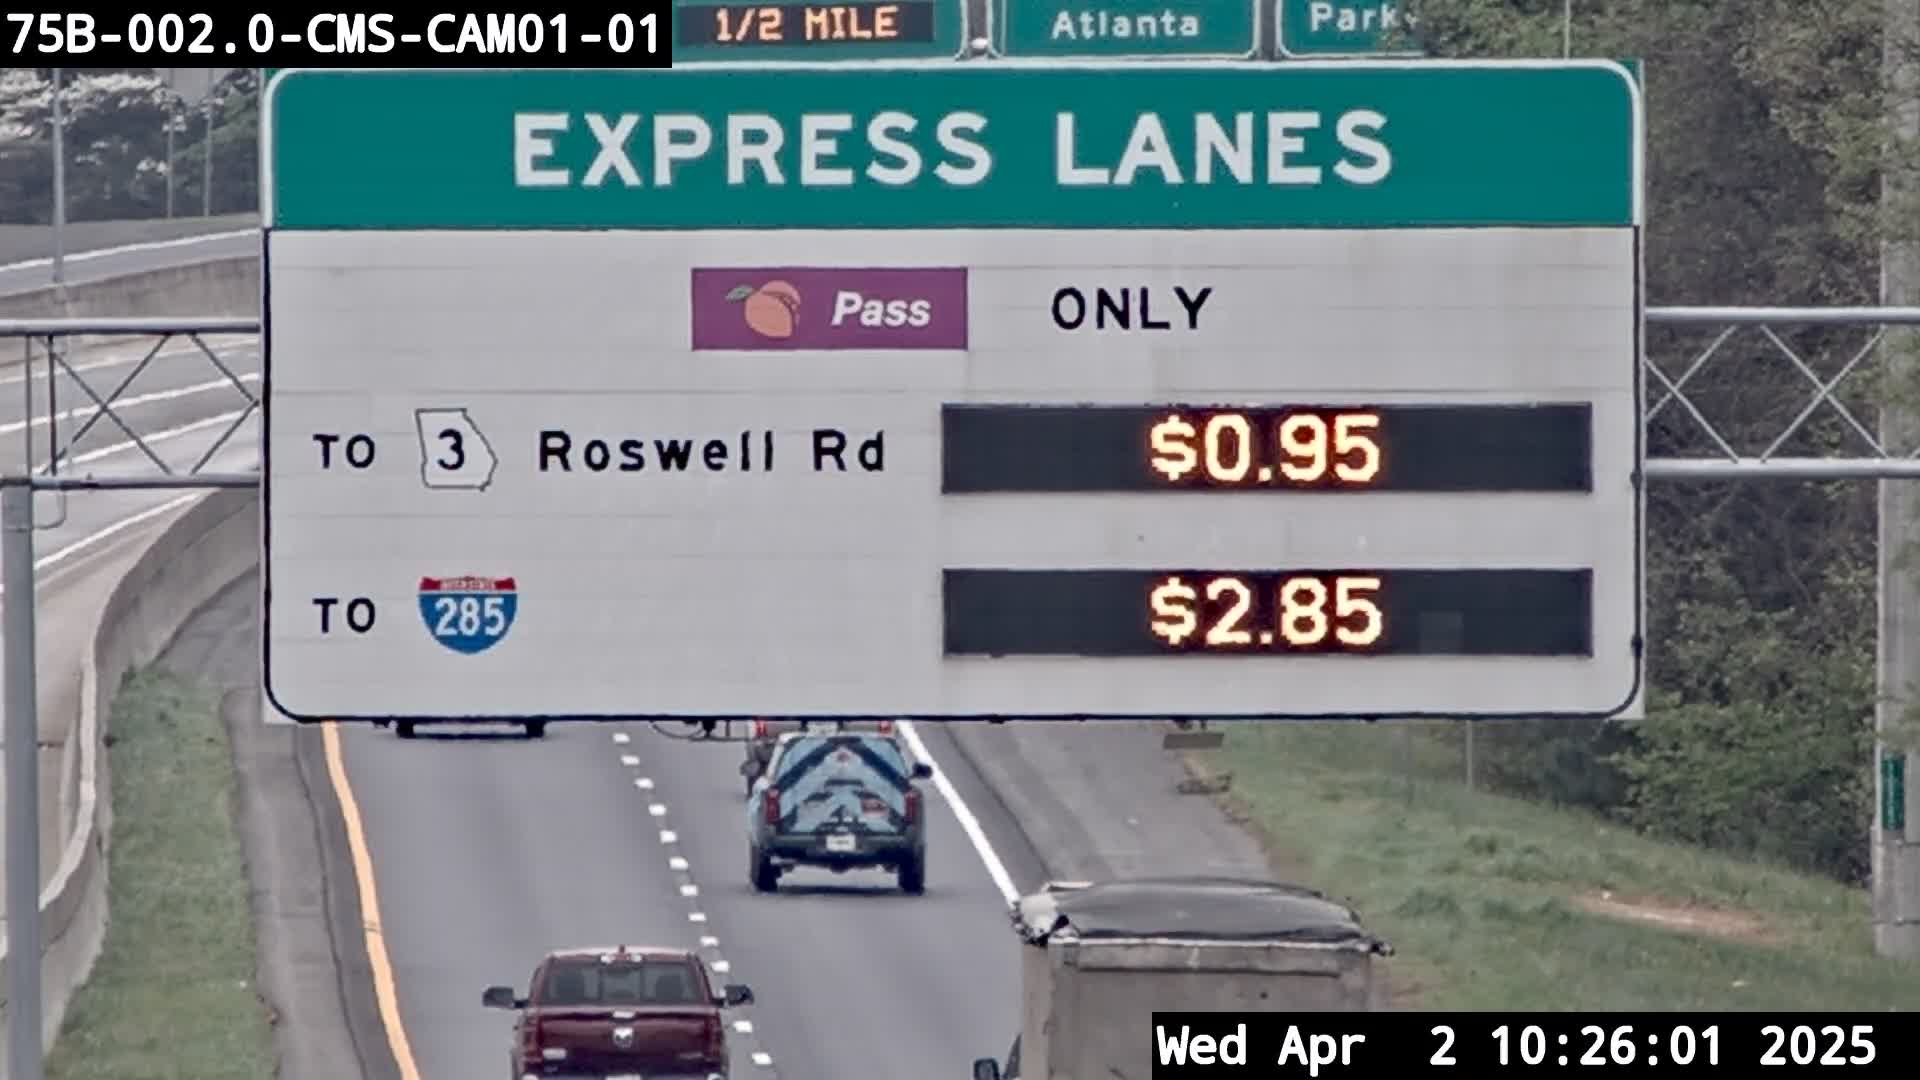 75B-002.0-CMS-CAM01-01
1/2 MILE
Atlanta
Park
EXPRESS LANES
Pass ONLY
TO 3 Roswell Rd $0.95
TO 285 $2.85
Wed Apr 2 10:26:01 2025